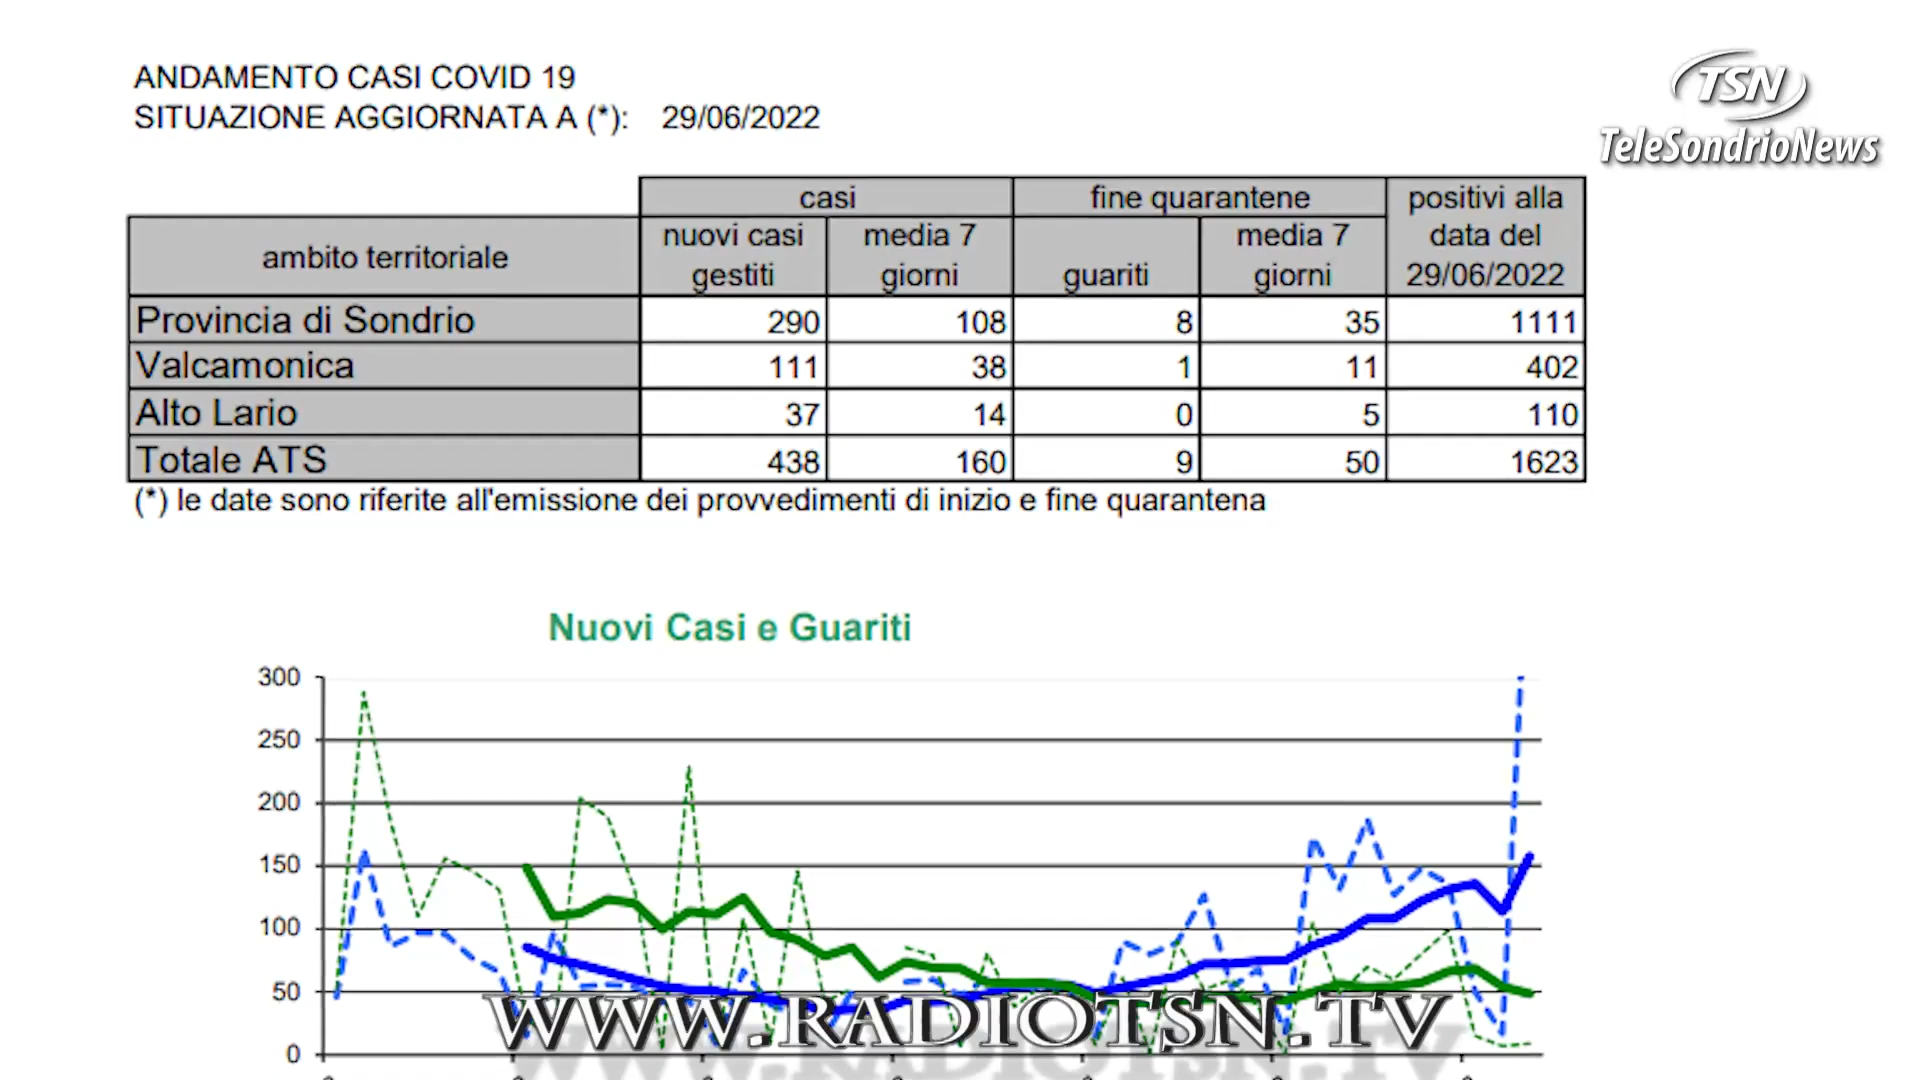 ANDAMENTO CASI COVID 19
SITUAZIONE AGGIORNATA A (*): 29/06/2022
TSN
TeleSondrioNews
casi fine quarantene positivi alla data del 29/06/2022
ambito territoriale nuovi casi gestiti media 7 giorni guariti media 7 giorni
Provincia di Sondrio 290 108 8 35 1111
Valcamonica 111 38 1 11 402
Alto Lario 37 14 0 5 110
Totale ATS 438 160 9 50 1623
(*) le date sono riferite all'emissione dei provvedimenti di inizio e fine quarantena
Nuovi Casi e Guariti
300
250
200
150
100
50
0
WWW.RADIOTSN.TV